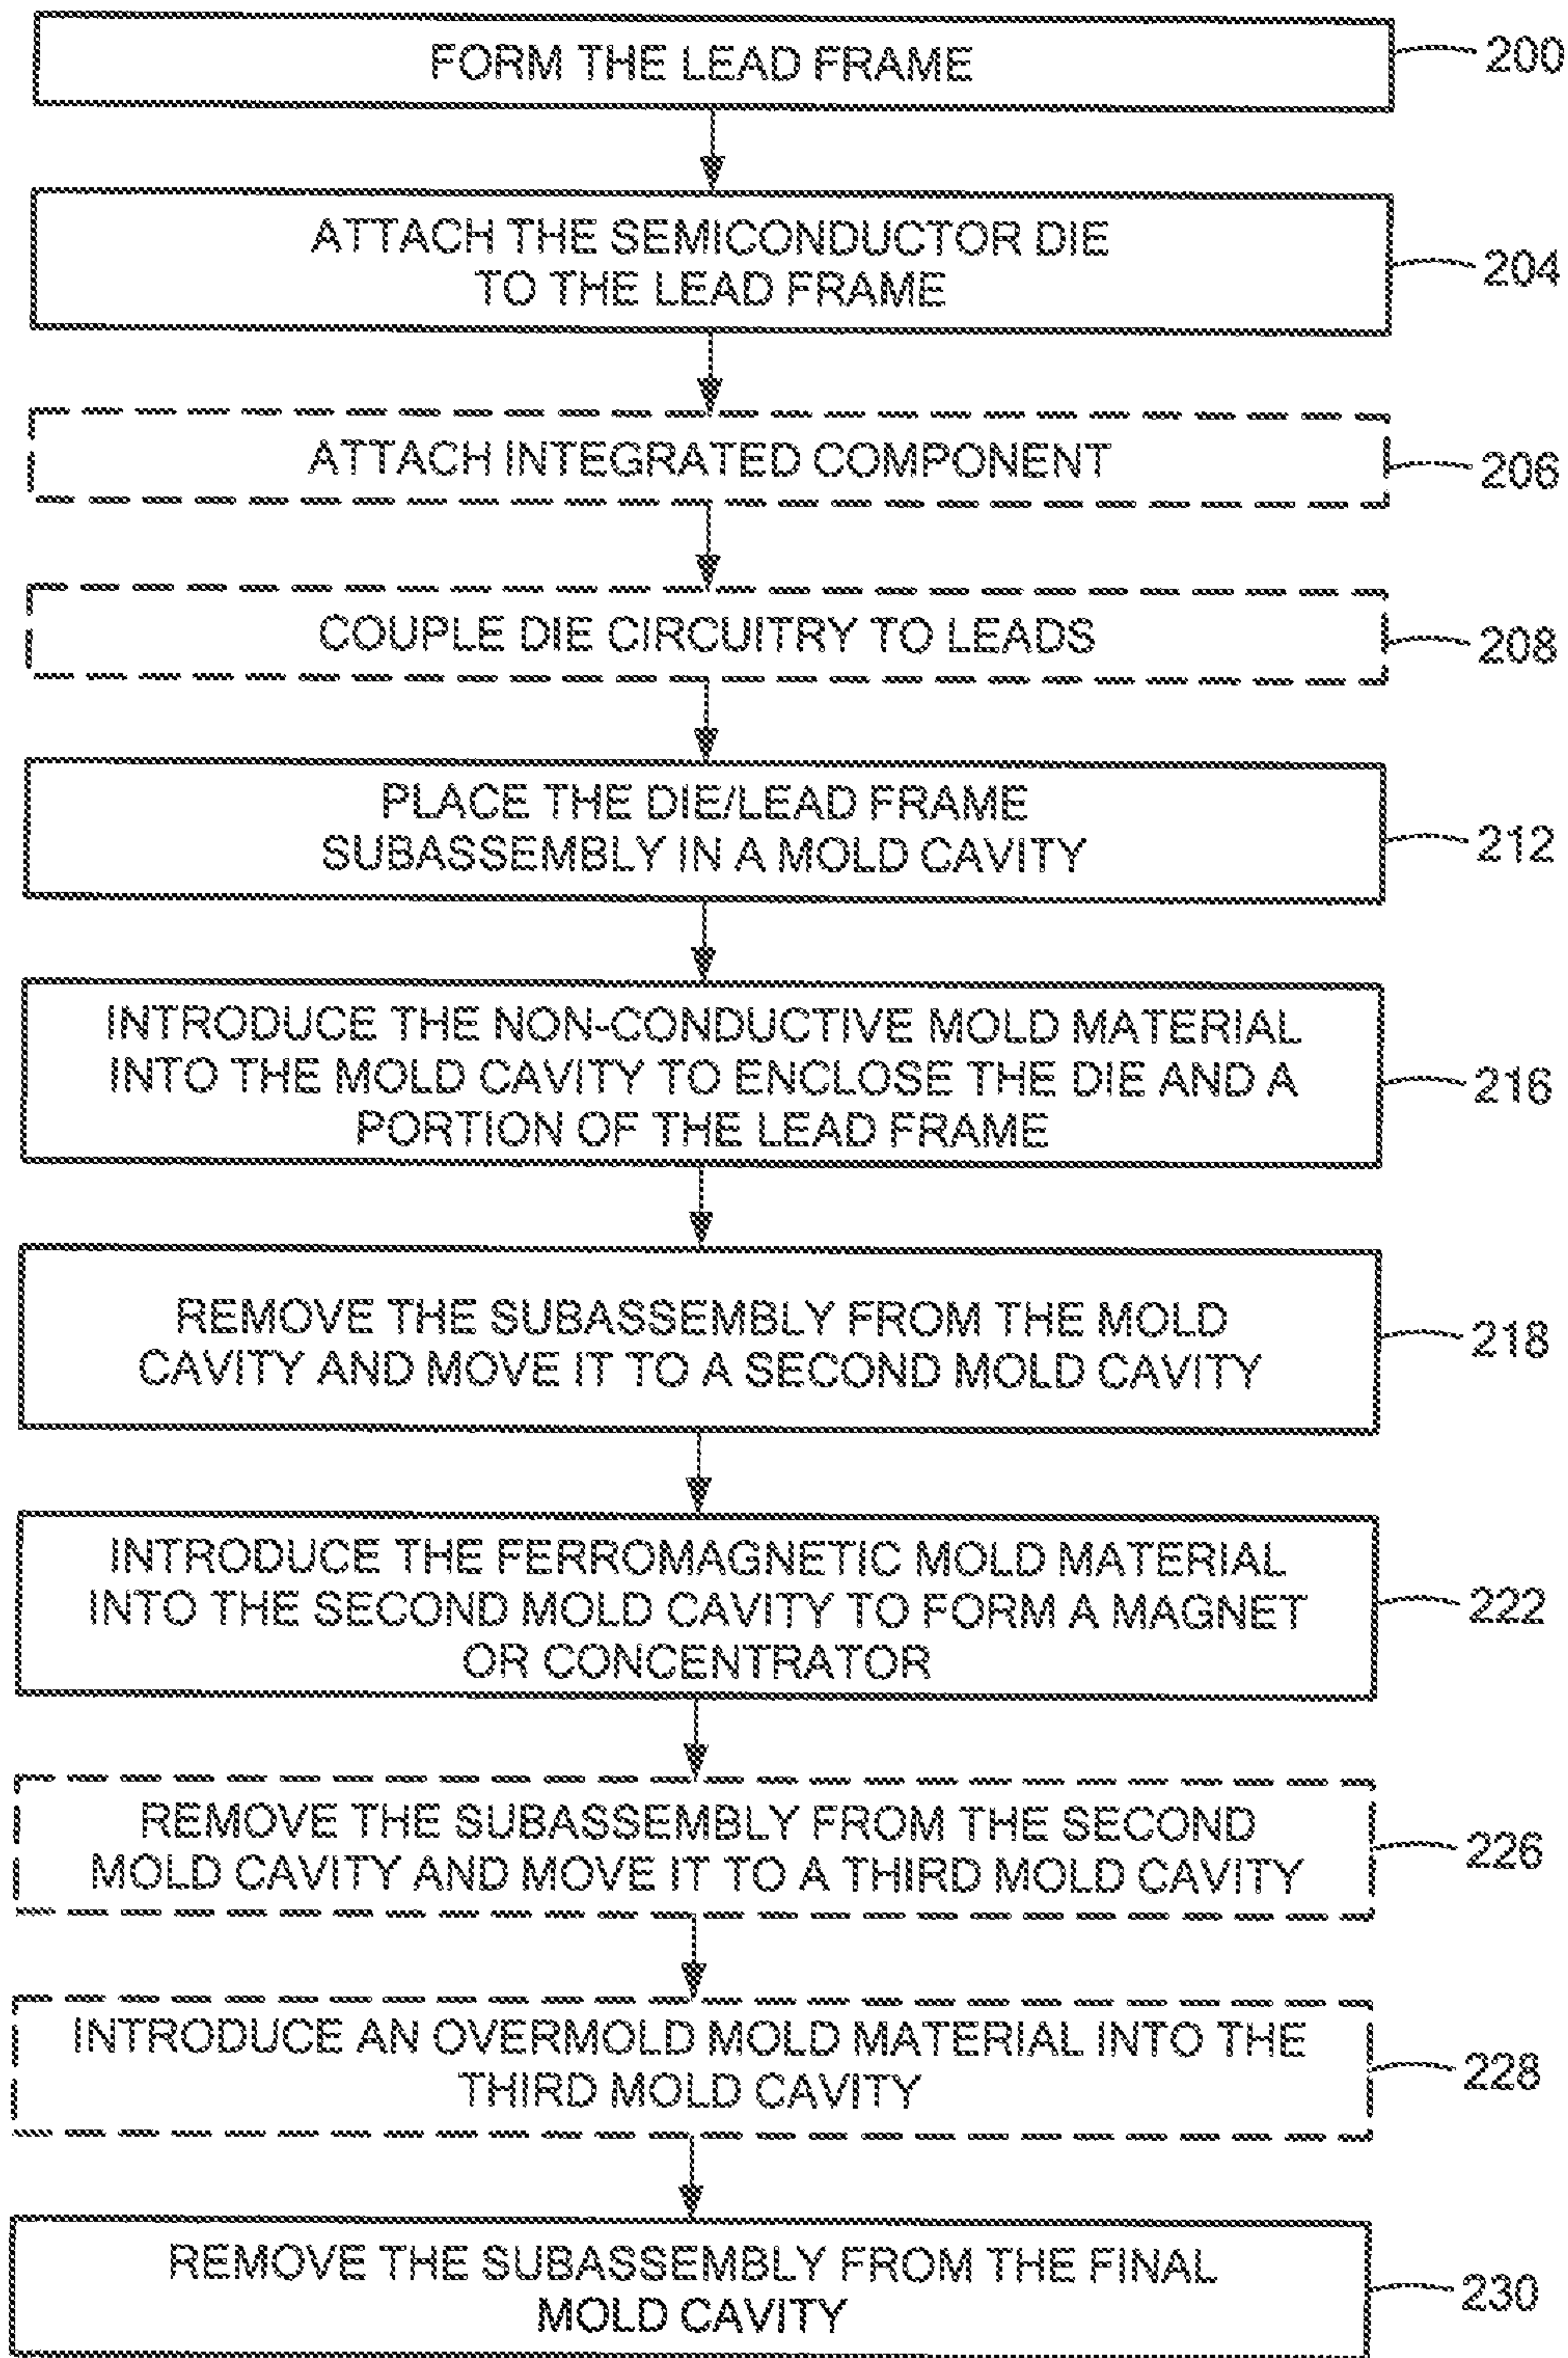 FORM THE LEAD FRAME
200
ATTACH THE SEMICONDUCTOR DIE
TO THE LEAD FRAME
204
ATTACH INTEGRATED COMPONENT
206
COUPLE DIE CIRCUITRY TO LEADS
208
PLACE THE DIE/LEAD FRAME
SUBASSEMBLY IN A MOLD CAVITY
212
INTRODUCE THE NON-CONDUCTIVE MOLD MATERIAL
INTO THE MOLD CAVITY TO ENCLOSE THE DIE AND A
PORTION OF THE LEAD FRAME
216
REMOVE THE SUBASSEMBLY FROM THE MOLD
CAVITY AND MOVE IT TO A SECOND MOLD CAVITY
218
INTRODUCE THE FERROMAGNETIC MOLD MATERIAL
INTO THE SECOND MOLD CAVITY TO FORM A MAGNET
OR CONCENTRATOR
222
REMOVE THE SUBASSEMBLY FROM THE SECOND
MOLD CAVITY AND MOVE IT TO A THIRD MOLD CAVITY
226
INTRODUCE AN OVERMOLD MOLD MATERIAL INTO THE
THIRD MOLD CAVITY
228
REMOVE THE SUBASSEMBLY FROM THE FINAL
MOLD CAVITY
230